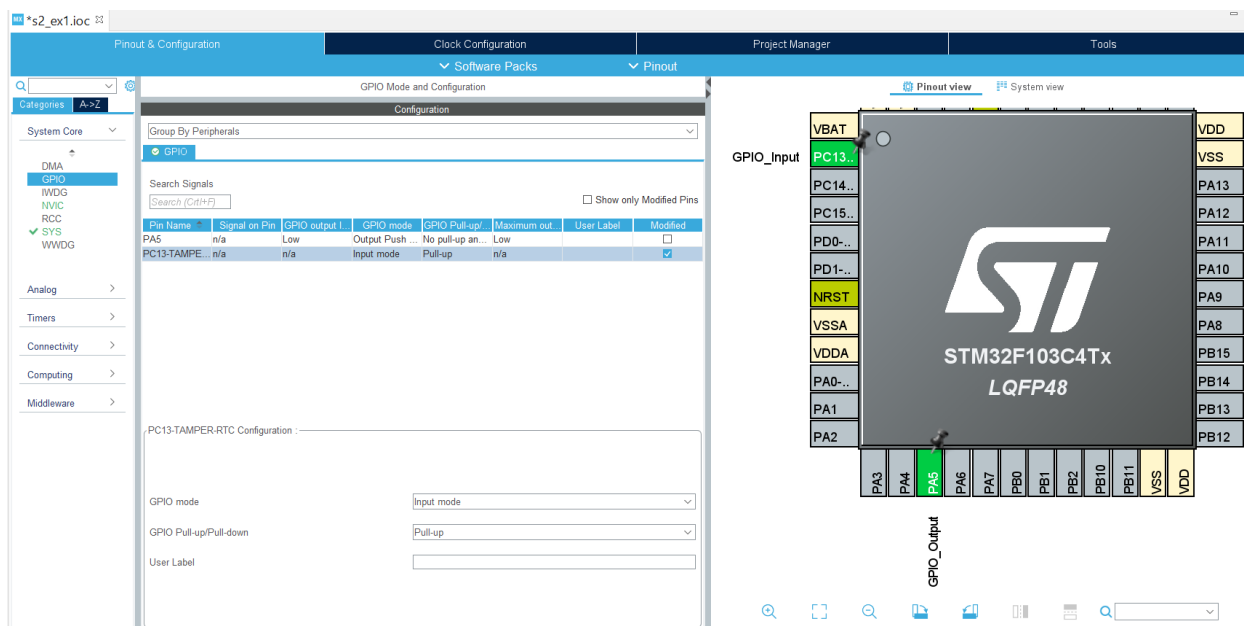 MX *s2_ex1.ioc
Pinout & Configuration
Clock Configuration
Project Manager
Tools
Software Packs
Pinout
Categories
A->Z
System Core
DMA
GPIO
IWDG
NVIC
RCC
SYS
WWDG
Analog
Timers
Connectivity
Computing
Middleware
GPIO Mode and Configuration
Configuration
Group By Peripherals
GPIO
Search Signals
Search (Crtl+F)
Show only Modified Pins
Pin Name Signal on Pin GPIO output l... GPIO mode GPIO Pull-up/... Maximum out... User Label Modified
PA5 n/a Low Output Push ... No pull-up an... Low
PC13-TAMPE... n/a n/a Input mode Pull-up n/a
PC13-TAMPER-RTC Configuration :
GPIO mode Input mode
GPIO Pull-up/Pull-down Pull-up
User Label
Pinout view
System view
GPIO_Input
VBAT
PC13..
PC14..
PC15..
PD0-..
PD1-..
NRST
VSSA
VDDA
PA0-..
PA1
PA2
ST
STM32F103C4Tx
LQFP48
VDD
VSS
PA13
PA12
PA11
PA10
PA9
PA8
PB15
PB14
PB13
PB12
PA3
PA4
PA5
PA6
PA7
PB0
PB1
PB2
PB10
PB11
VSS
VDD
GPIO_Output